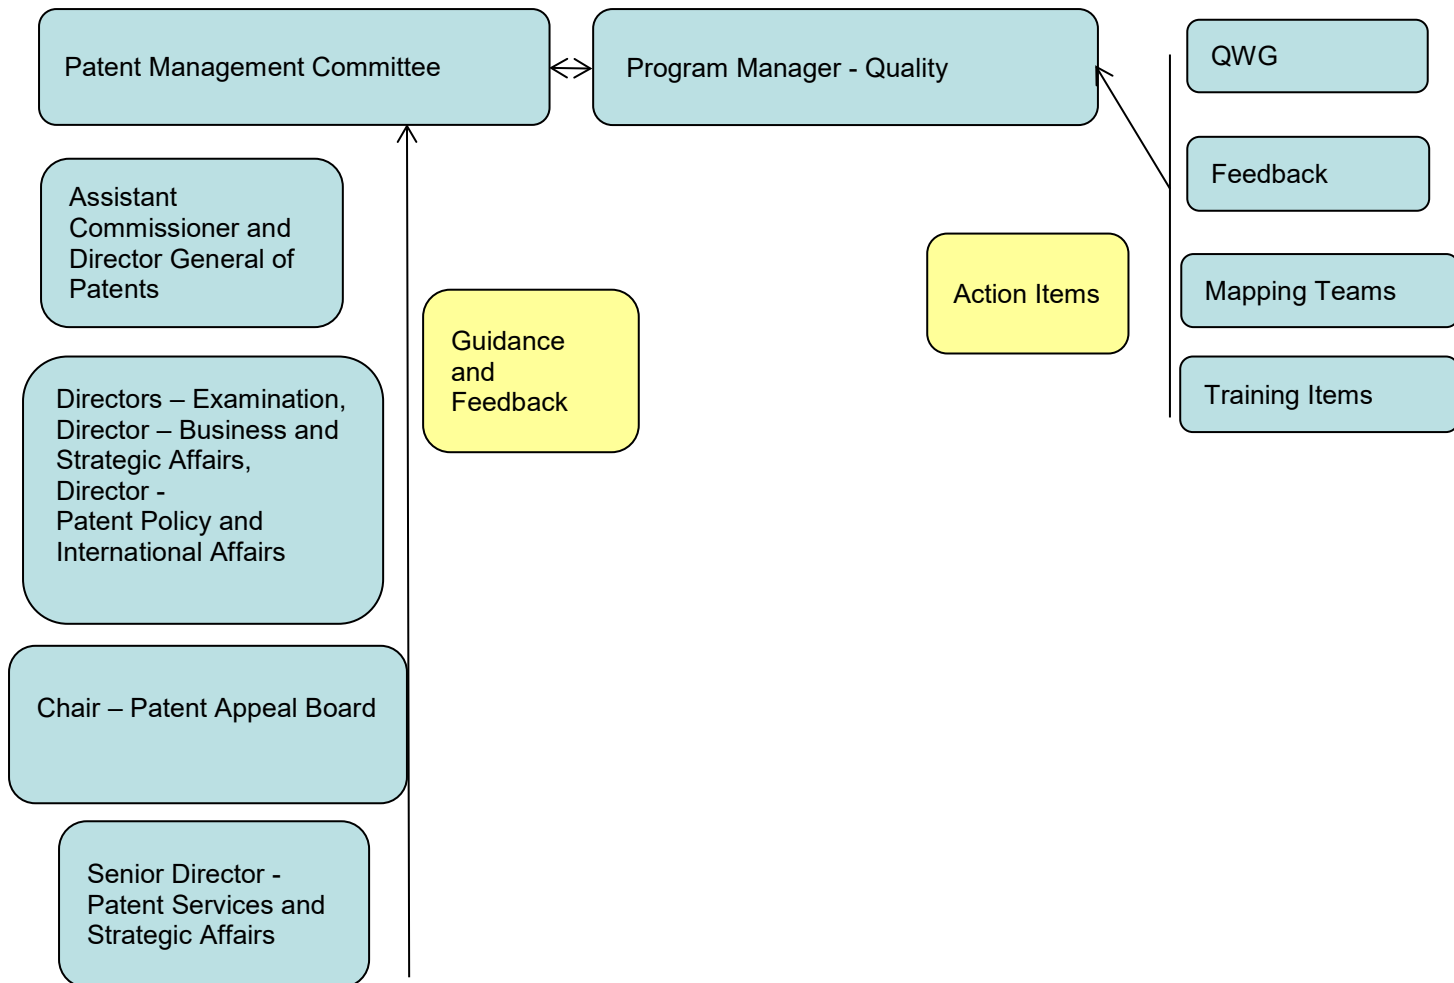 Patent Management Committee
Program Manager - Quality
QWG
Feedback
Mapping Teams
Training Items
Action Items
Guidance
and
Feedback
Assistant
Commissioner and
Director General of
Patents
Directors – Examination,
Director – Business and
Strategic Affairs,
Director -
Patent Policy and
International Affairs
Chair – Patent Appeal Board
Senior Director -
Patent Services and
Strategic Affairs